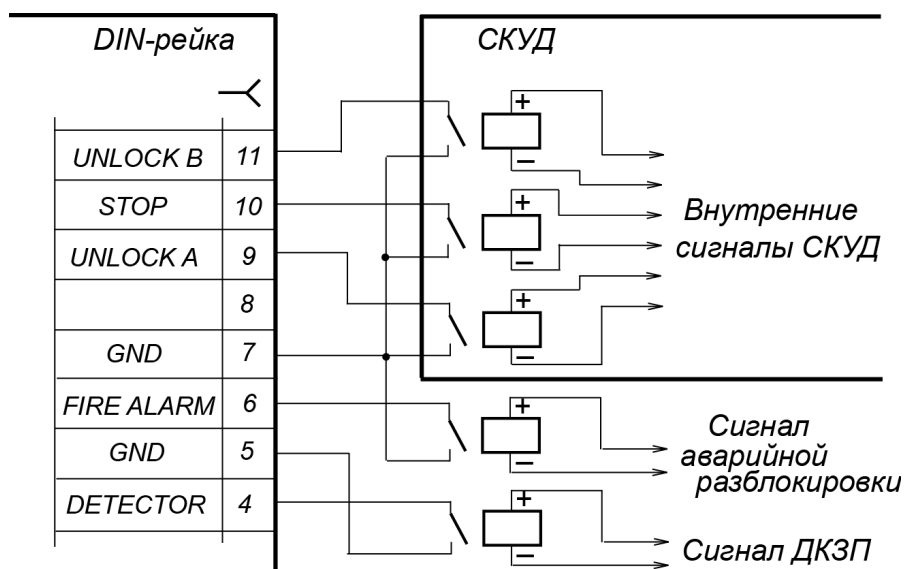 DIN-рейка
СКУД
UNLOCK B 11
STOP 10
UNLOCK A 9
8
GND 7
FIRE ALARM 6
GND 5
DETECTOR 4
+
−
+
−
+
−
Внутренние
сигналы СКУД
+
−
Сигнал
аварийной
разблокировки
+
−
Сигнал ДКЗП